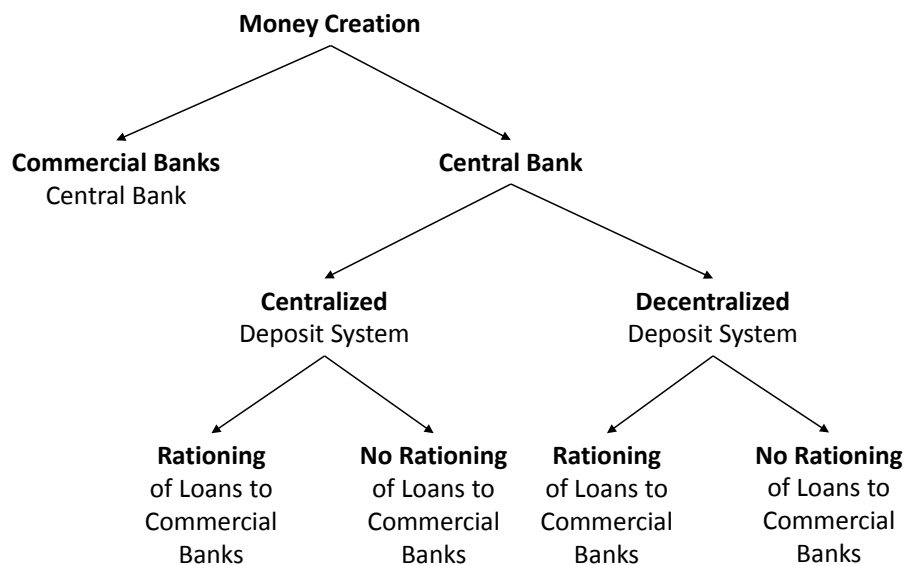 Money Creation
Commercial Banks
Central Bank
Central Bank
Centralized
Deposit System
Decentralized
Deposit System
Rationing
of Loans to
Commercial
Banks
No Rationing
of Loans to
Commercial
Banks
Rationing
of Loans to
Commercial
Banks
No Rationing
of Loans to
Commercial
Banks